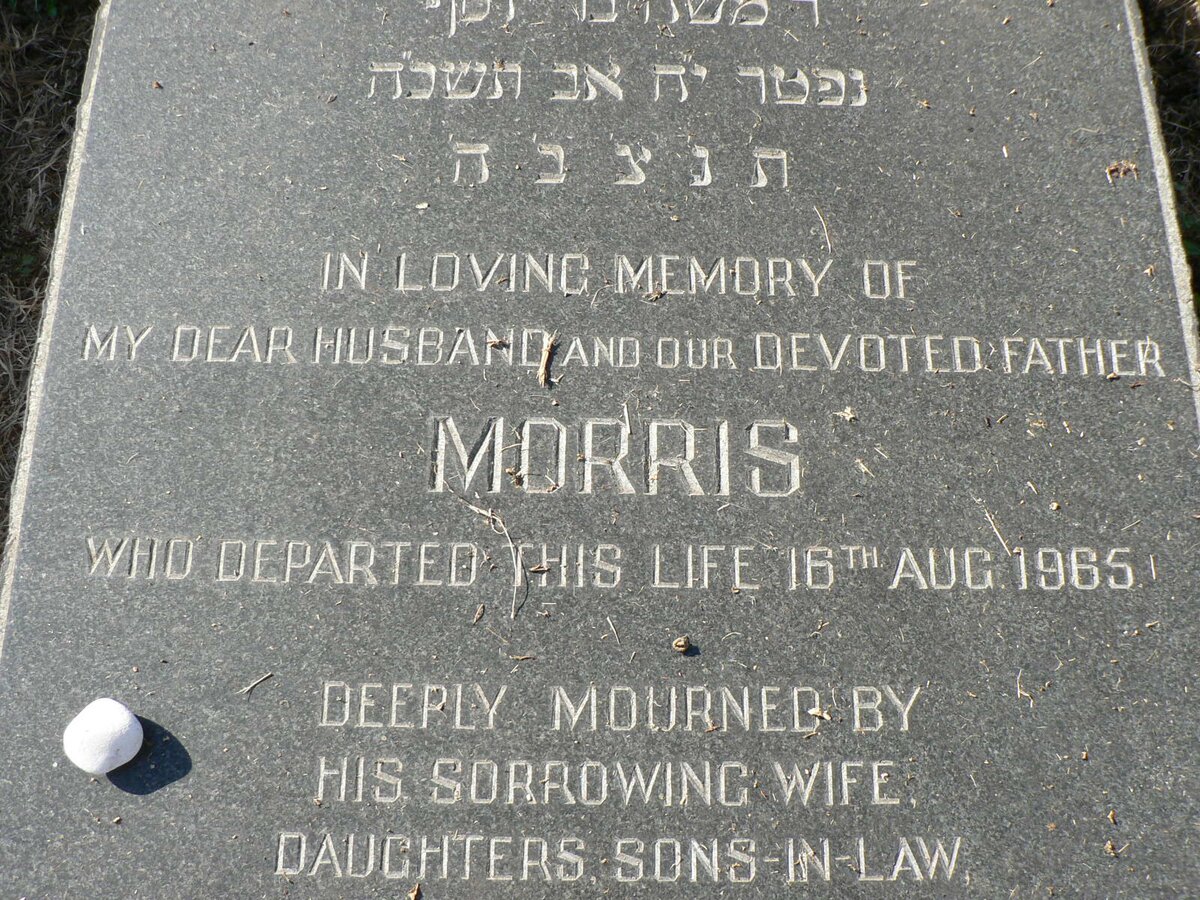 נפטר י״ח אב תשכ״ה
ת נ צ ב ה
IN LOVING MEMORY OF
MY DEAR HUSBAND AND OUR DEVOTED FATHER
MORRIS
WHO DEPARTED THIS LIFE 16TH AUG. 1965
DEEPLY MOURNED BY
HIS SORROWING WIFE,
DAUGHTERS, SONS-IN-LAW,